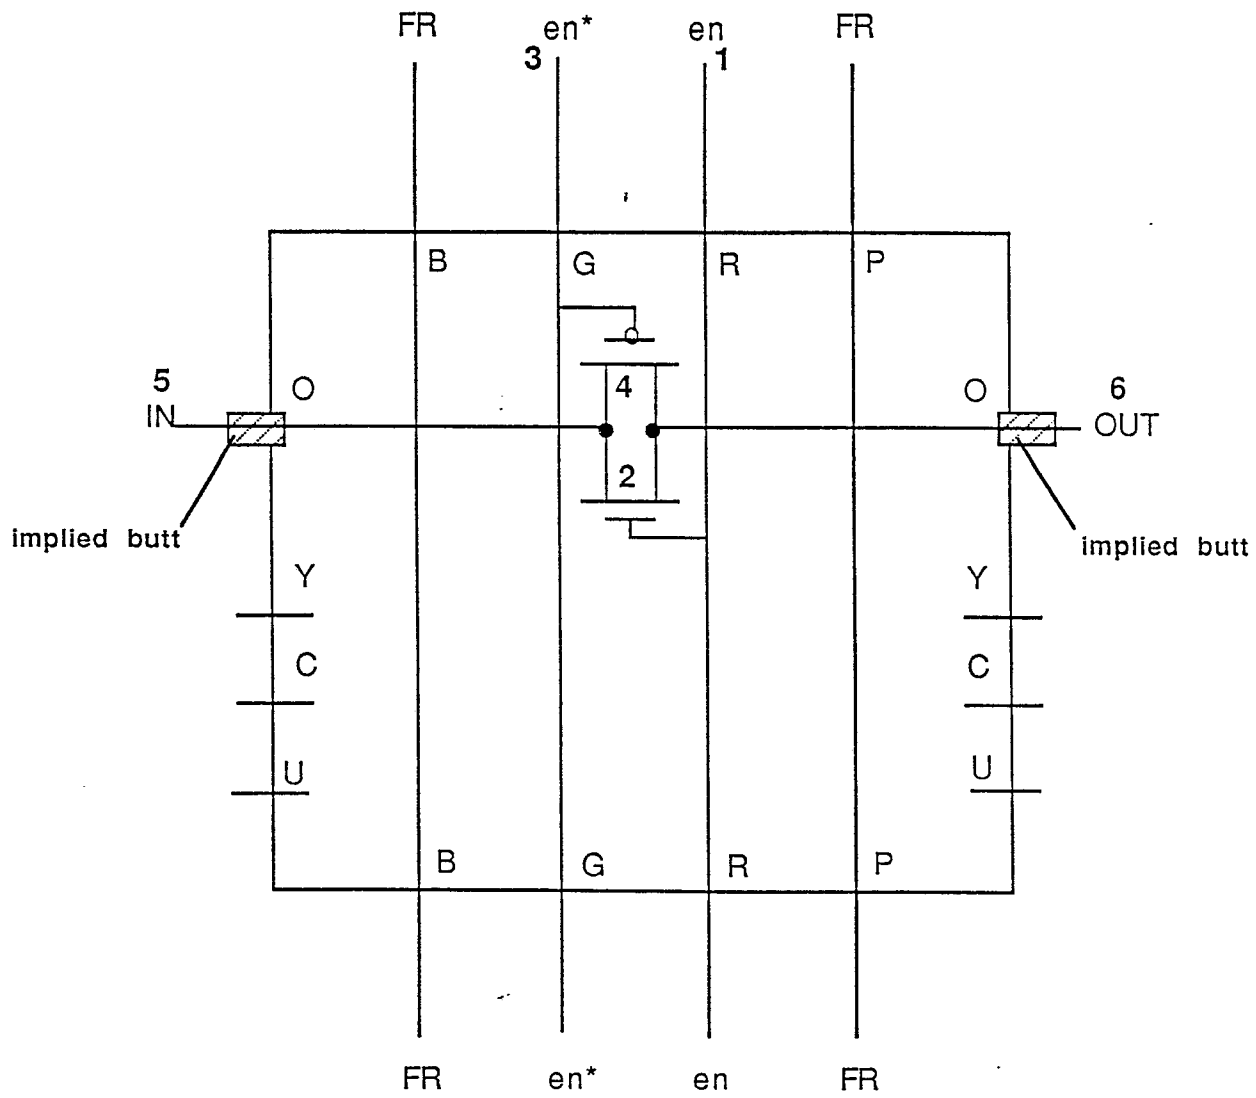 FR en* en FR
3 1
B G R P
4
5 O O 6
IN OUT
2
implied butt implied butt
Y Y
C C
U U
B G R P
FR en* en FR